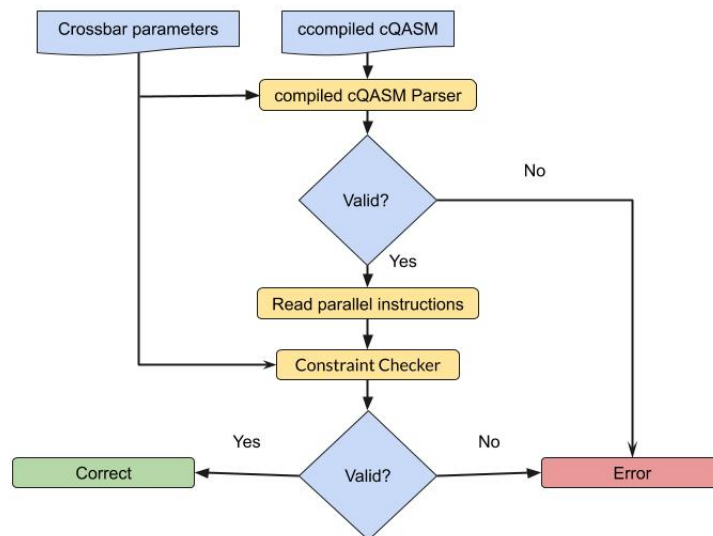 Crossbar parameters
ccompiled cQASM
compiled cQASM Parser
Valid?
No
Yes
Read parallel instructions
Constraint Checker
Yes
No
Correct
Valid?
Error